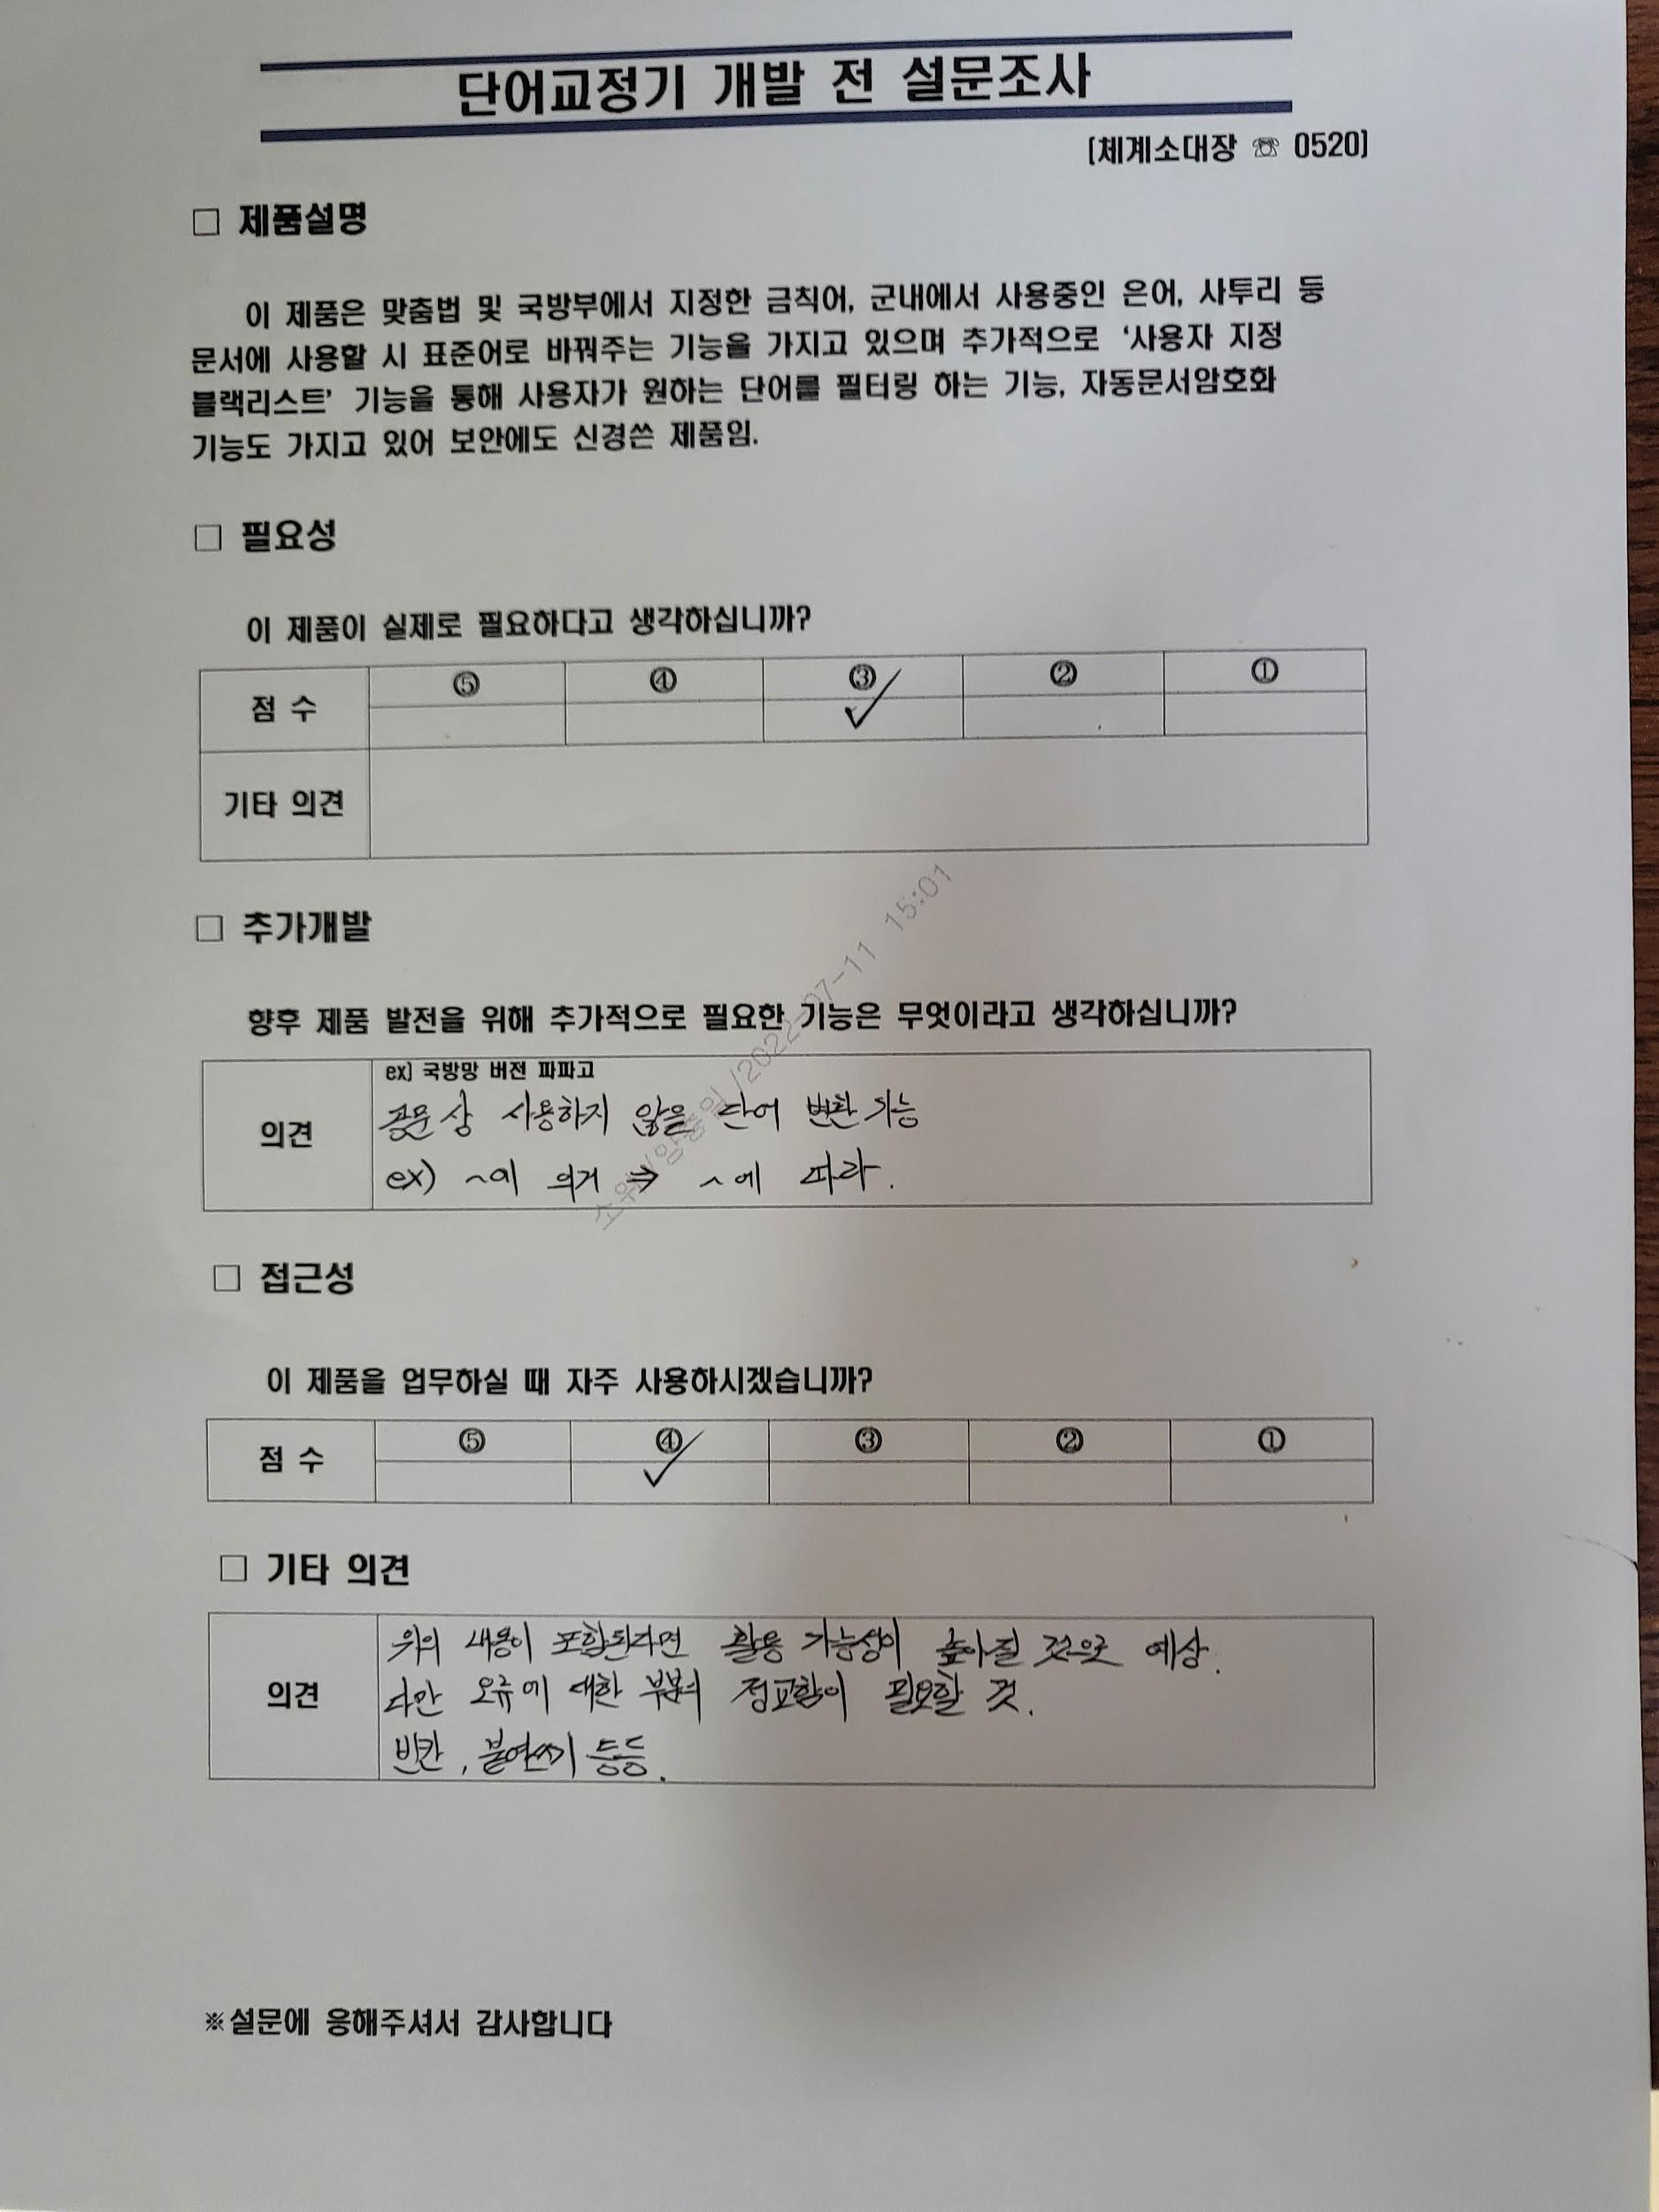 단어교정기 개발 전 설문조사
[체계소대장 ☏ 0520]
□ 제품설명
이 제품은 맞춤법 및 국방부에서 지정한 금칙어, 군내에서 사용중인 은어, 사투리 등
문서에 사용할 시 표준어로 바꿔주는 기능을 가지고 있으며 추가적으로 ‘사용자 지정
블랙리스트’ 기능을 통해 사용자가 원하는 단어를 필터링 하는 기능, 자동문서암호화
기능도 가지고 있어 보안에도 신경쓴 제품임.
□ 필요성
이 제품이 실제로 필요하다고 생각하십니까?
점 수 ⑤ ④ ③ ② ①
✓
기타 의견
□ 추가개발
향후 제품 발전을 위해 추가적으로 필요한 기능은 무엇이라고 생각하십니까?
ex) 국방망 버전 파파고
의견 공문 상 사용하지 않을 단어 변환 기능
ex) ~에 의거 ⇒ ~에 따라.
/2022-07-11 15:01
□ 접근성
이 제품을 업무하실 때 자주 사용하시겠습니까?
점 수 ⑤ ④ ③ ② ①
✓
□ 기타 의견
위의 내용이 포함된다면 활용 가능성이 높아질 것으로 예상.
의견 다만 오류에 대한 부분의 정교함이 필요할 것.
빈칸, 붙여쓰기 등등.
※설문에 응해주셔서 감사합니다